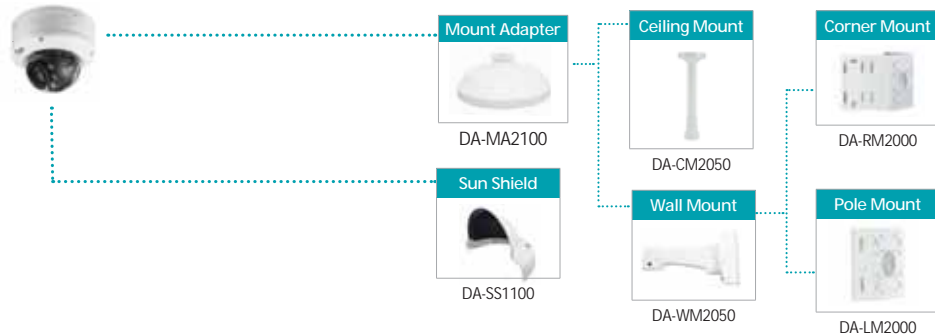 Mount Adapter
DA-MA2100
Ceiling Mount
DA-CM2050
Corner Mount
DA-RM2000
Sun Shield
DA-SS1100
Wall Mount
DA-WM2050
Pole Mount
DA-LM2000